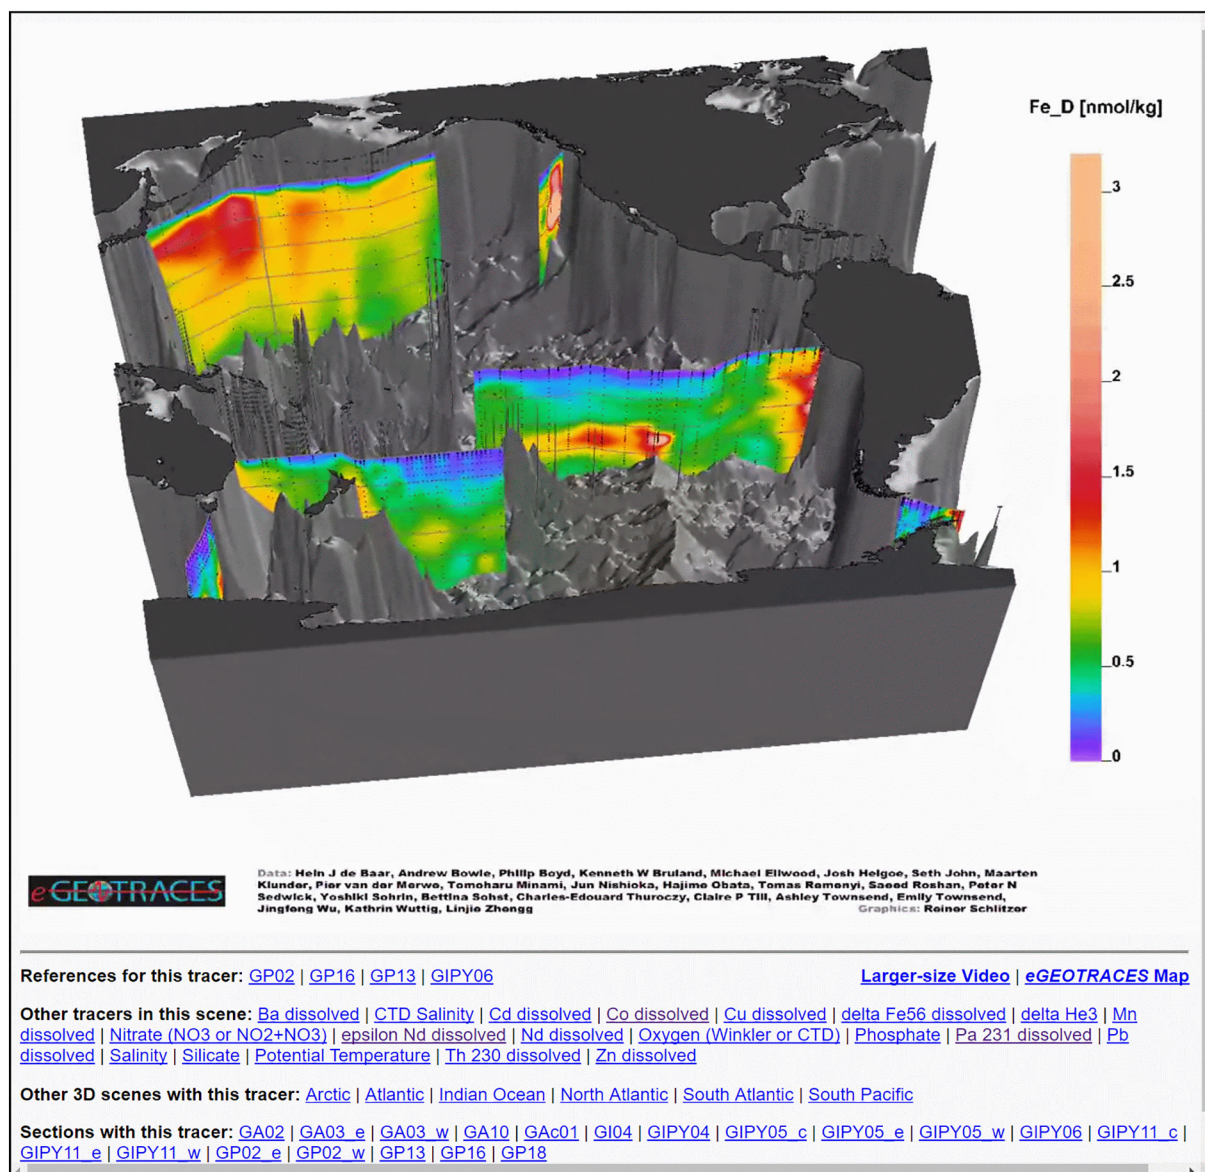 Fe_D [nmol/kg]
3
2.5
2
1.5
1
0.5
0
eGEOTRACES
Data: Hein J de Baar, Andrew Bowie, Philip Boyd, Kenneth W Bruland, Michael Ellwood, Josh Helgoe, Seth John, Maarten
Klunder, Pier van der Merwe, Tomoharu Minami, Jun Nishioka, Hajime Obata, Tomas Remenyi, Saeed Roshan, Peter N
Sedwick, Yoshiki Sohrin, Bettina Sohst, Charles-Edouard Thuroczy, Claire P Till, Ashley Townsend, Emily Townsend,
Jingfeng Wu, Kathrin Wuttig, Linjie Zhengg Graphics: Reiner Schlitzer
References for this tracer: GP02 | GP16 | GP13 | GIPY06 Larger-size Video | eGEOTRACES Map
Other tracers in this scene: Ba dissolved | CTD Salinity | Cd dissolved | Co dissolved | Cu dissolved | delta Fe56 dissolved | delta He3 | Mn
dissolved | Nitrate (NO3 or NO2+NO3) | epsilon Nd dissolved | Nd dissolved | Oxygen (Winkler or CTD) | Phosphate | Pa 231 dissolved | Pb
dissolved | Salinity | Silicate | Potential Temperature | Th 230 dissolved | Zn dissolved
Other 3D scenes with this tracer: Arctic | Atlantic | Indian Ocean | North Atlantic | South Atlantic | South Pacific
Sections with this tracer: GA02 | GA03_e | GA03_w | GA10 | GAc01 | GI04 | GIPY04 | GIPY05_c | GIPY05_e | GIPY05_w | GIPY06 | GIPY11_c |
GIPY11_e | GIPY11_w | GP02_e | GP02_w | GP13 | GP16 | GP18